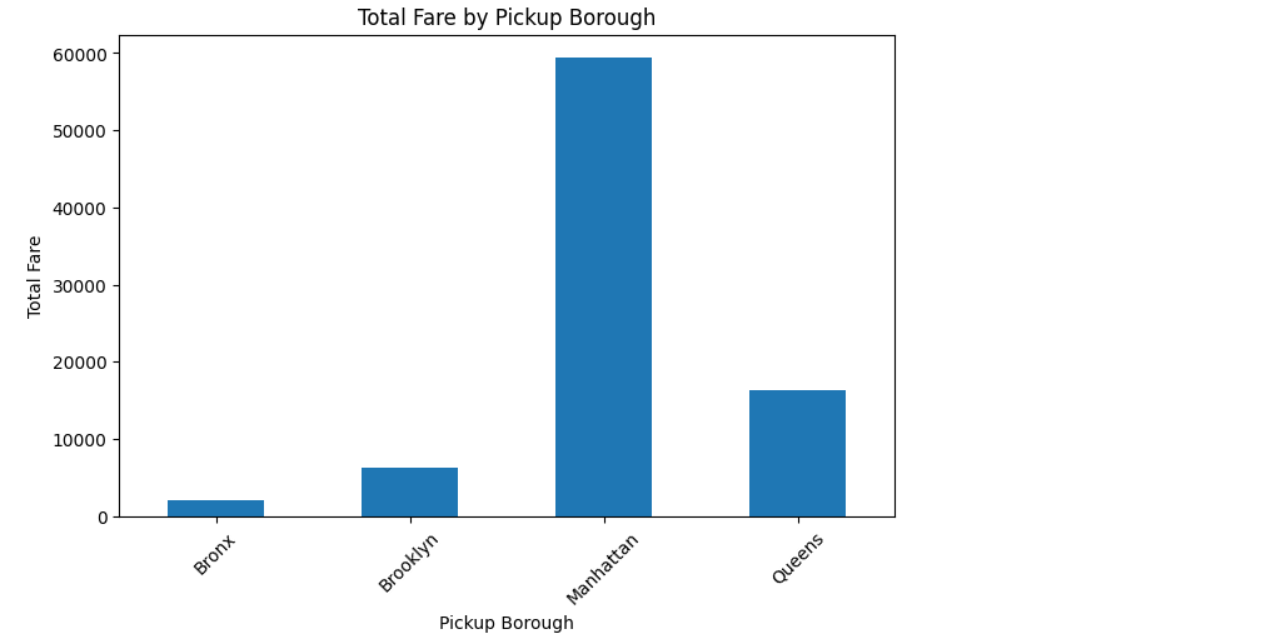 Total Fare by Pickup Borough
60000
50000
40000
30000
20000
10000
0
Total Fare
Bronx
Brooklyn
Manhattan
Queens
Pickup Borough